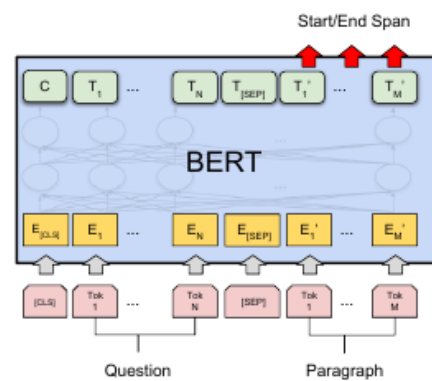 Start/End Span
C T1 ... TN T[SEP] T1' ... TM'
...
BERT
...
E[CLS] E1 ... EN E[SEP] E1' ... EM'
[CLS] Tok 1 ... Tok N [SEP] Tok 1 ... Tok M
Question Paragraph